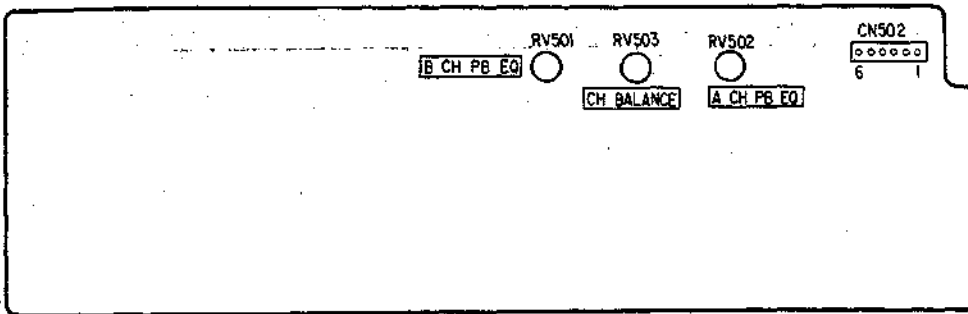 RV501 RV503 RV502 CN502
B CH PB EQ
6 1
CH BALANCE A CH PB EQ